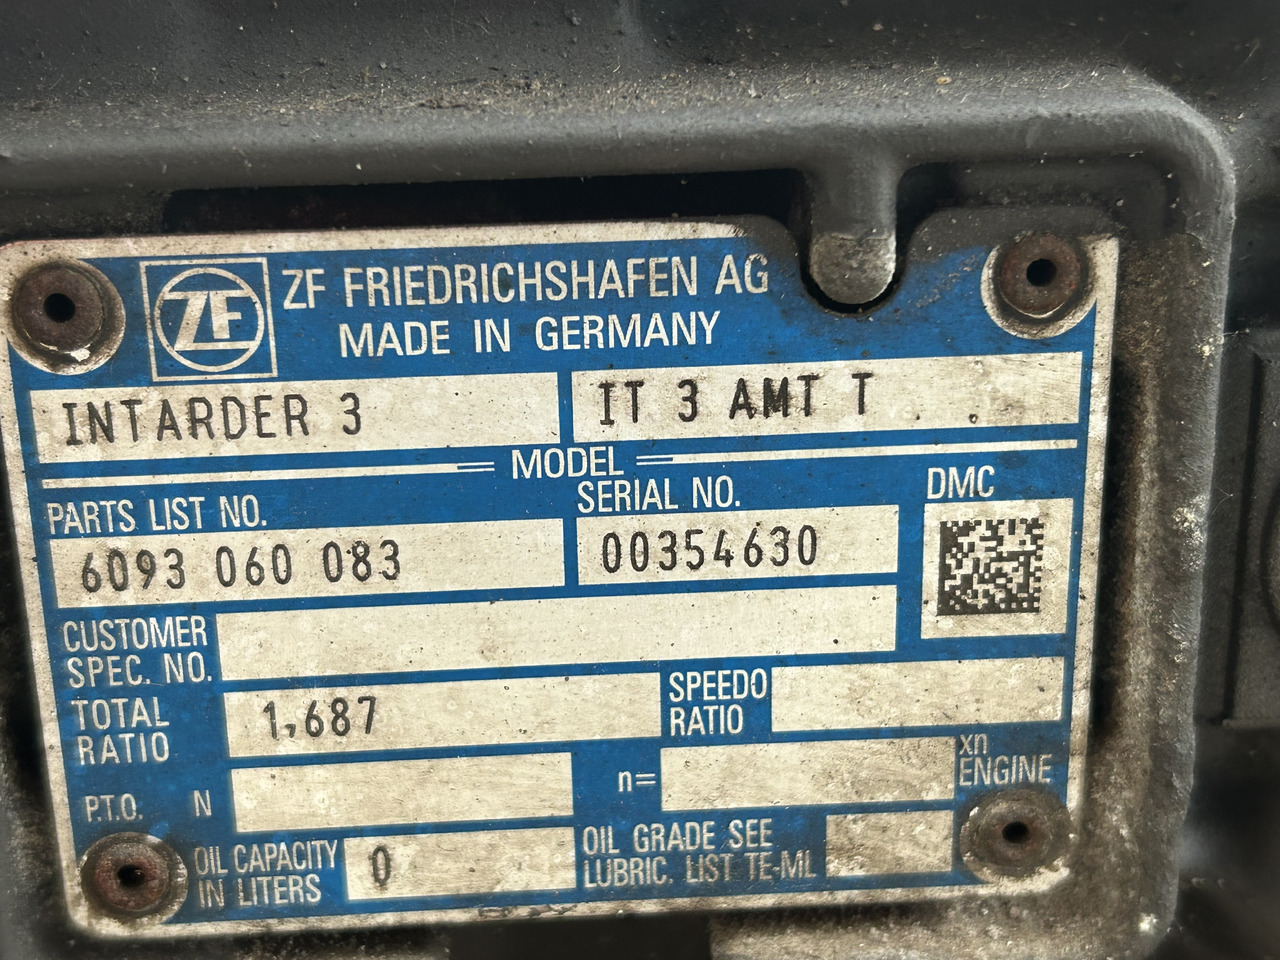 ZF
ZF FRIEDRICHSHAFEN AG
MADE IN GERMANY
INTARDER 3
IT 3 AMT T
MODEL
PARTS LIST NO.
SERIAL NO.
DMC
6093 060 083
00354630
CUSTOMER
SPEC. NO.
TOTAL
RATIO
1,687
SPEEDO
RATIO
P.T.O. N
n=
xn
ENGINE
OIL CAPACITY
IN LITERS
0
OIL GRADE SEE
LUBRIC. LIST TE-ML